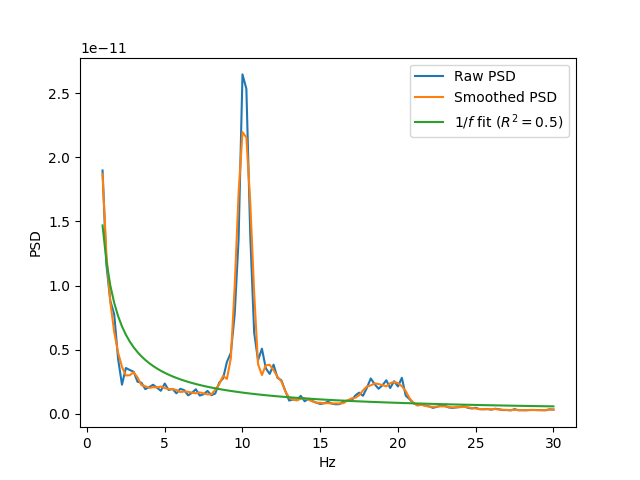 1e−11
Raw PSD
Smoothed PSD
1/f fit (R² = 0.5)
2.5
2.0
1.5
1.0
0.5
0.0
PSD
0 5 10 15 20 25 30
Hz